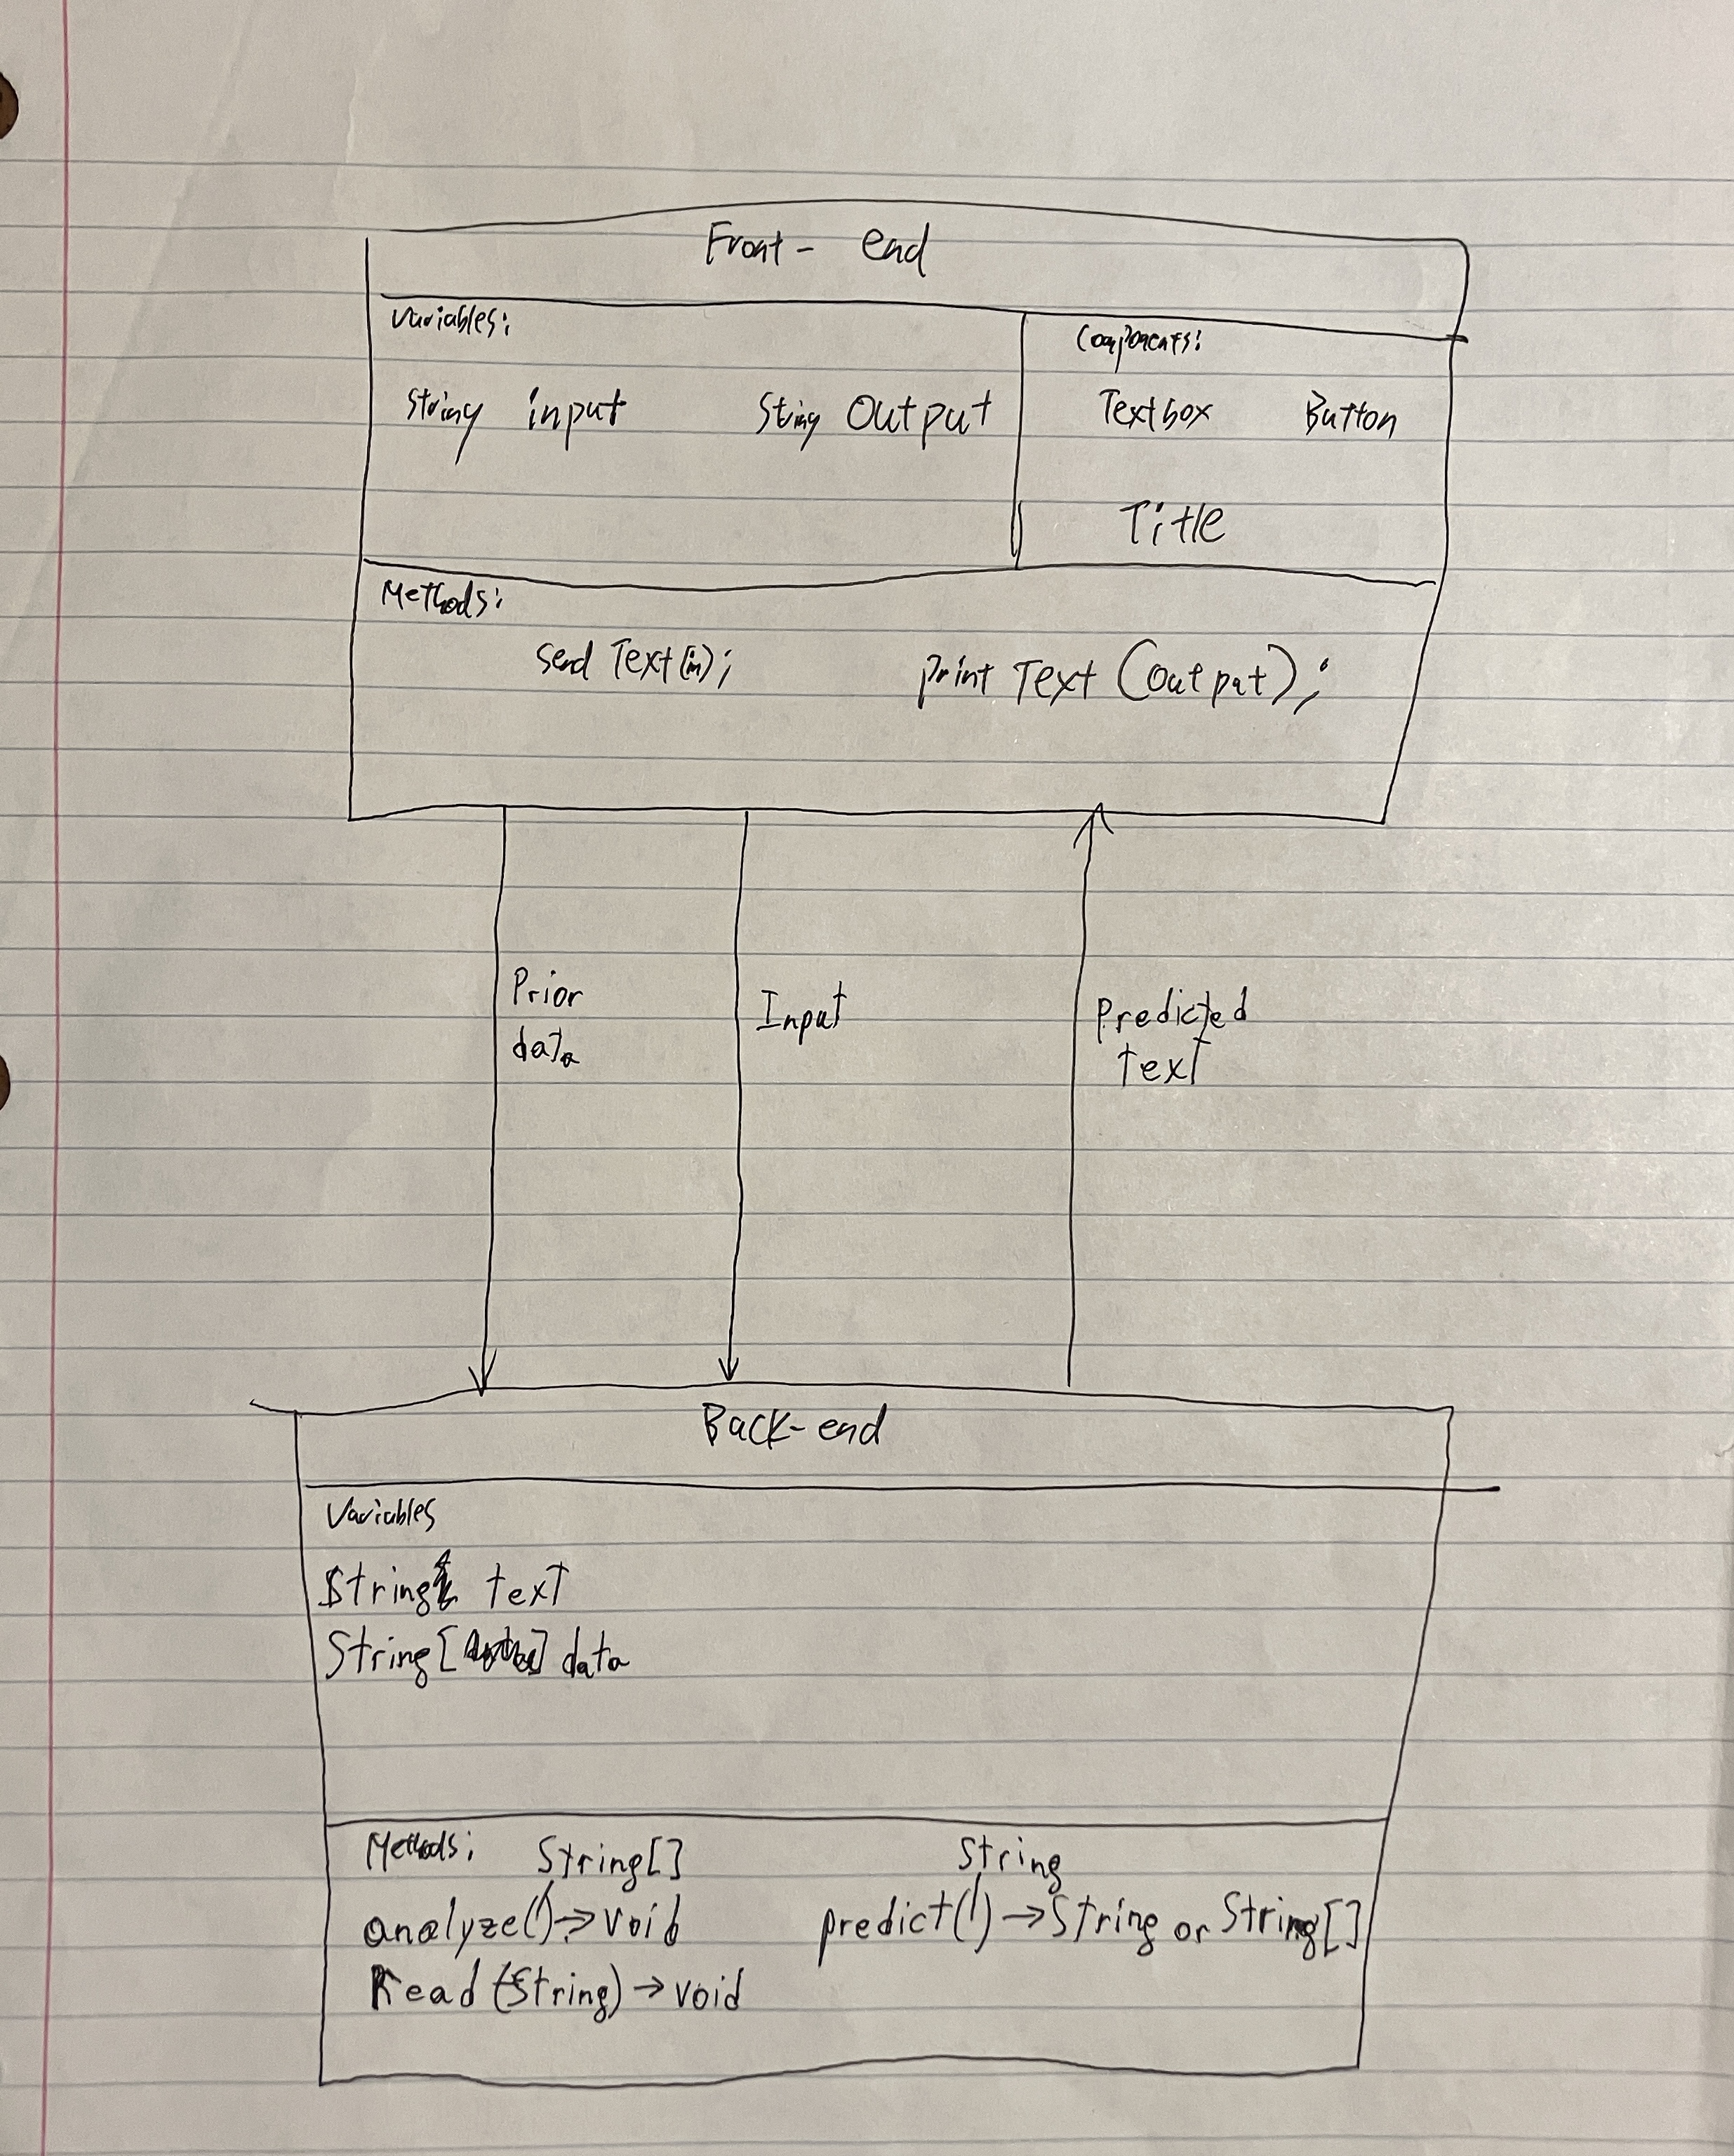 Front- end
Variables:
String input String Output
Components:
Textbox Button
Title
Methods:
send Text(in); print Text (Output);
Prior
data
Input
Predicted
text
Back-end
Variables
String text
String[] data
Methods: String[] String
analyze() → void predict() → String or String[]
Read (String) → void